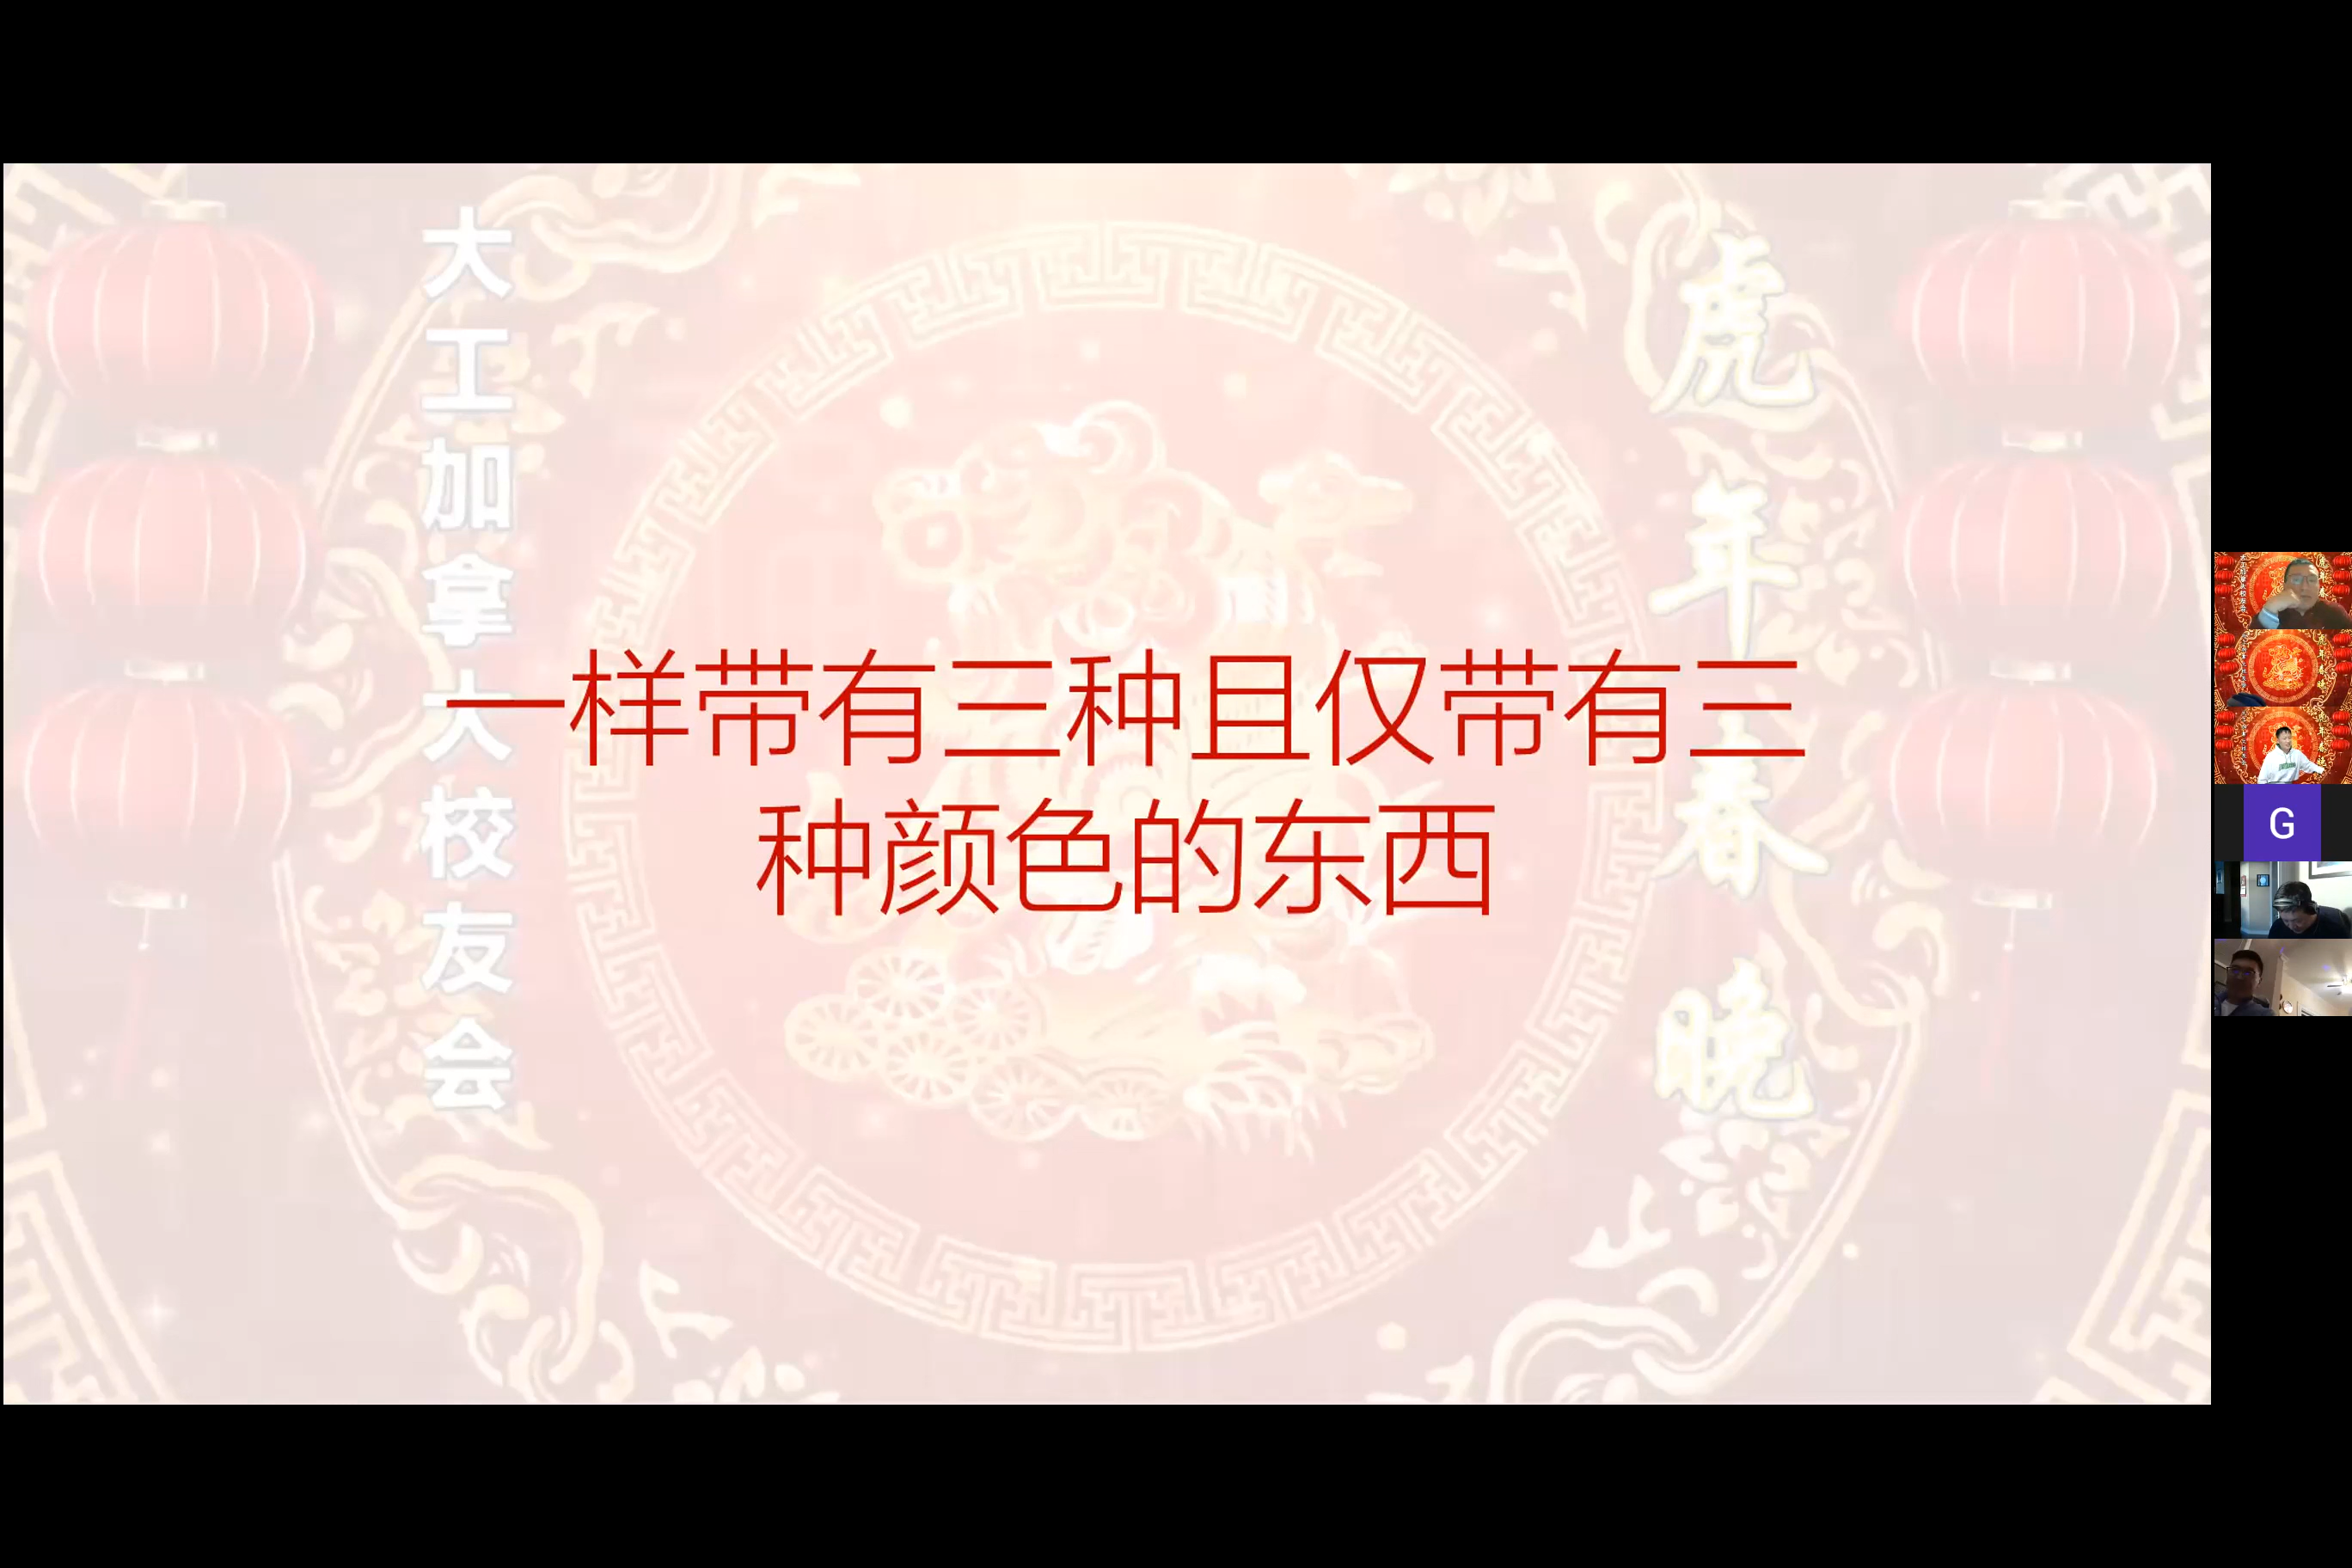 大工加拿大校友会
虎年春晚
一样带有三种且仅带有三
种颜色的东西
G